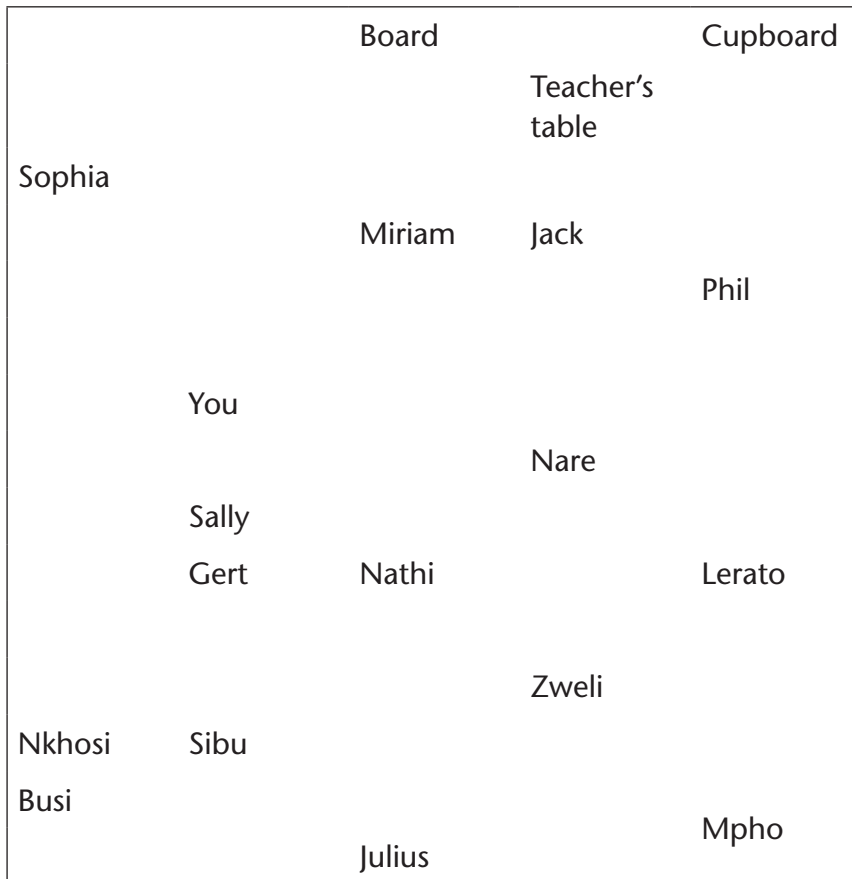 Board Cupboard
Teacher's
table
Sophia
Miriam Jack
Phil
You
Nare
Sally
Gert Nathi Lerato
Zweli
Nkhosi Sibu
Busi
Mpho
Julius